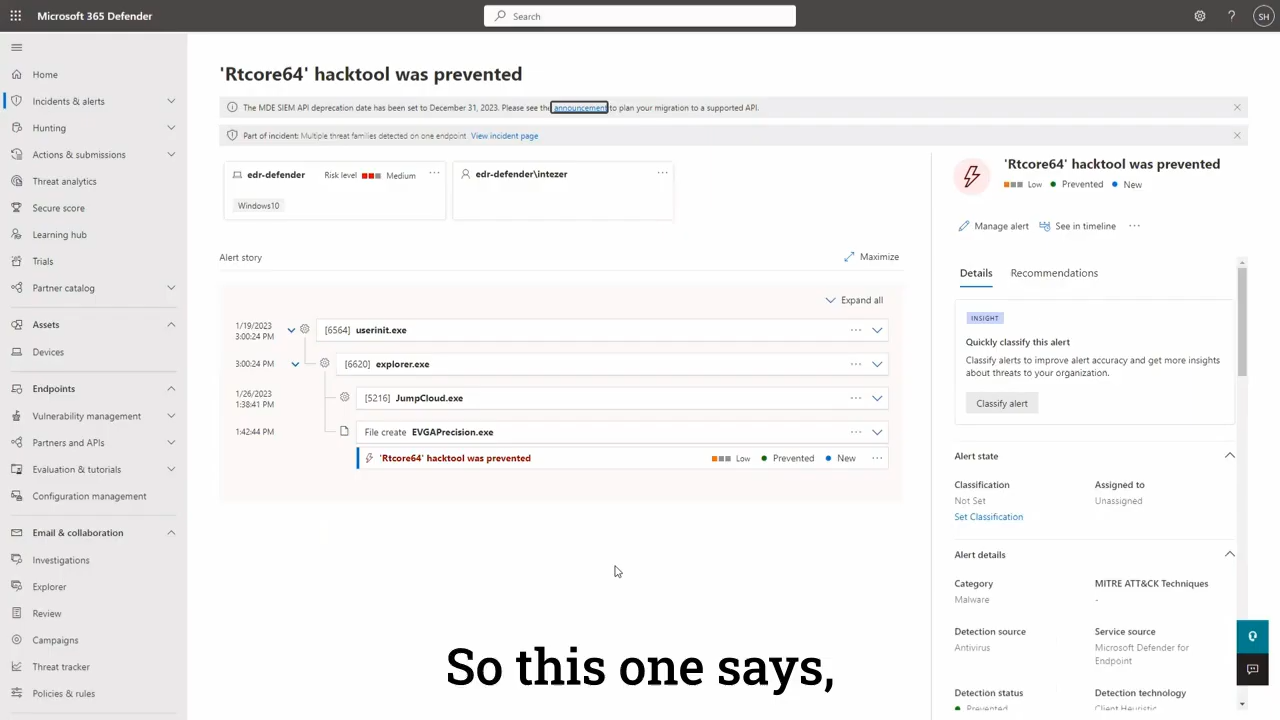 Microsoft 365 Defender
Search
SH
Home
Incidents & alerts
Hunting
Actions & submissions
Threat analytics
Secure score
Learning hub
Trials
Partner catalog
Assets
Devices
Endpoints
Vulnerability management
Partners and APIs
Evaluation & tutorials
Configuration management
Email & collaboration
Investigations
Explorer
Review
Campaigns
Threat tracker
Policies & rules
'Rtcore64' hacktool was prevented
The MDE SIEM API deprecation date has been set to December 31, 2023. Please see the announcement to plan your migration to a supported API.
Part of incident: Multiple threat families detected on one endpoint View incident page
edr-defender Risk level Medium ...
Windows10
edr-defender\intezer ...
Alert story
Maximize
Expand all
1/19/2023
3:00:24 PM
[6564] userinit.exe ...
3:00:24 PM
[6620] explorer.exe ...
1/26/2023
1:38:41 PM
[5216] JumpCloud.exe ...
1:42:44 PM
File create EVGAPrecision.exe ...
'Rtcore64' hacktool was prevented Low Prevented New ...
'Rtcore64' hacktool was prevented
Low Prevented New
Manage alert See in timeline ...
Details Recommendations
INSIGHT
Quickly classify this alert
Classify alerts to improve alert accuracy and get more insights
about threats to your organization.
Classify alert
Alert state
Classification Assigned to
Not Set Unassigned
Set Classification
Alert details
Category MITRE ATT&CK Techniques
Malware -
Detection source Service source
Antivirus Microsoft Defender for
Endpoint
Detection status Detection technology
Prevented Client Heuristic
So this one says,